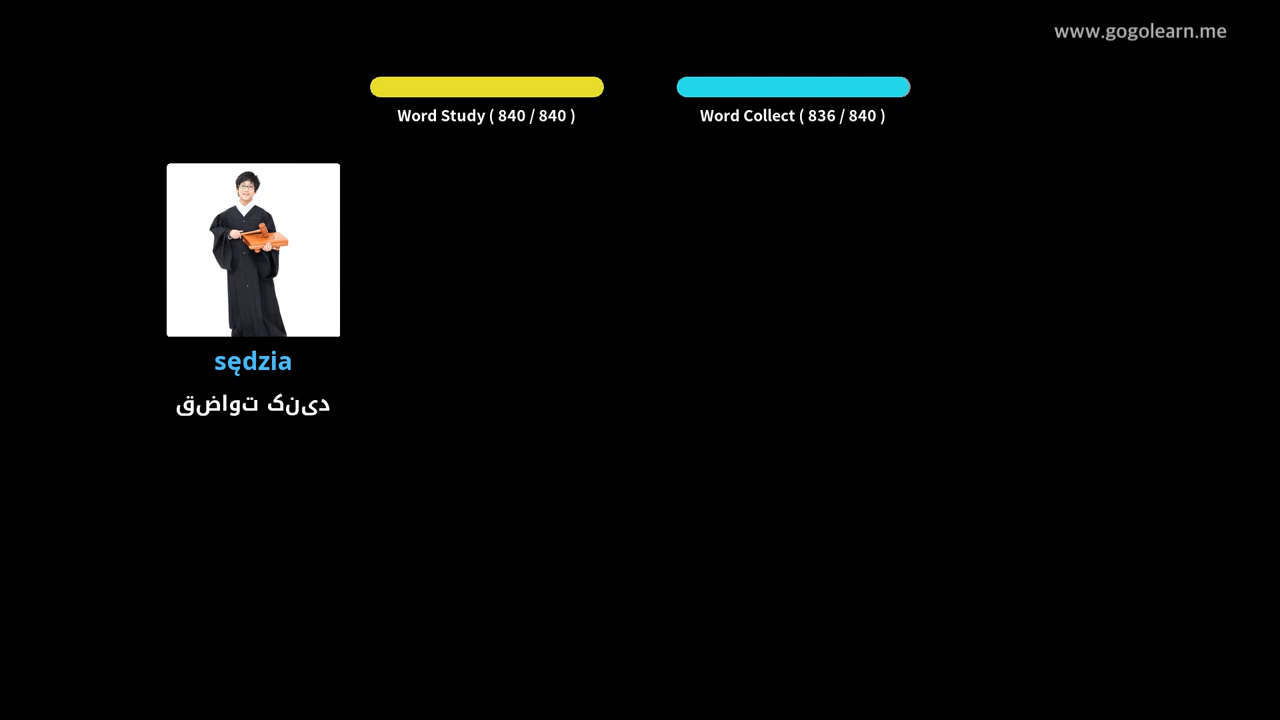 www.gogolearn.me
Word Study ( 840 / 840 )
Word Collect ( 836 / 840 )
sędzia
قضاوت کنید